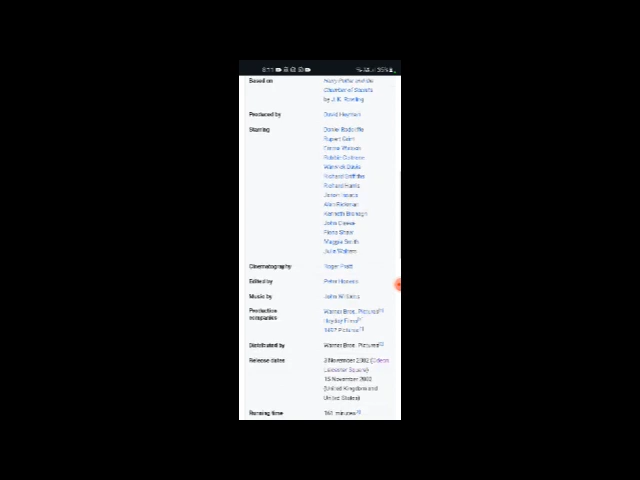 Based on
Harry Potter and the
Chamber of Secrets
by J. K. Rowling
Produced by
David Heyman
Starring
Daniel Radcliffe
Rupert Grint
Emma Watson
Robbie Coltrane
Warwick Davis
Richard Griffiths
Richard Harris
Jason Isaacs
Alan Rickman
Kenneth Branagh
John Cleese
Fiona Shaw
Maggie Smith
Julie Walters
Cinematography
Roger Pratt
Edited by
Peter Honess
Music by
John Williams
Production
companies
Warner Bros. Pictures
Heyday Films
1492 Pictures
Distributed by
Warner Bros. Pictures
Release dates
3 November 2002 (Odeon
Leicester Square)
15 November 2002
(United Kingdom and
United States)
Running time
161 minutes